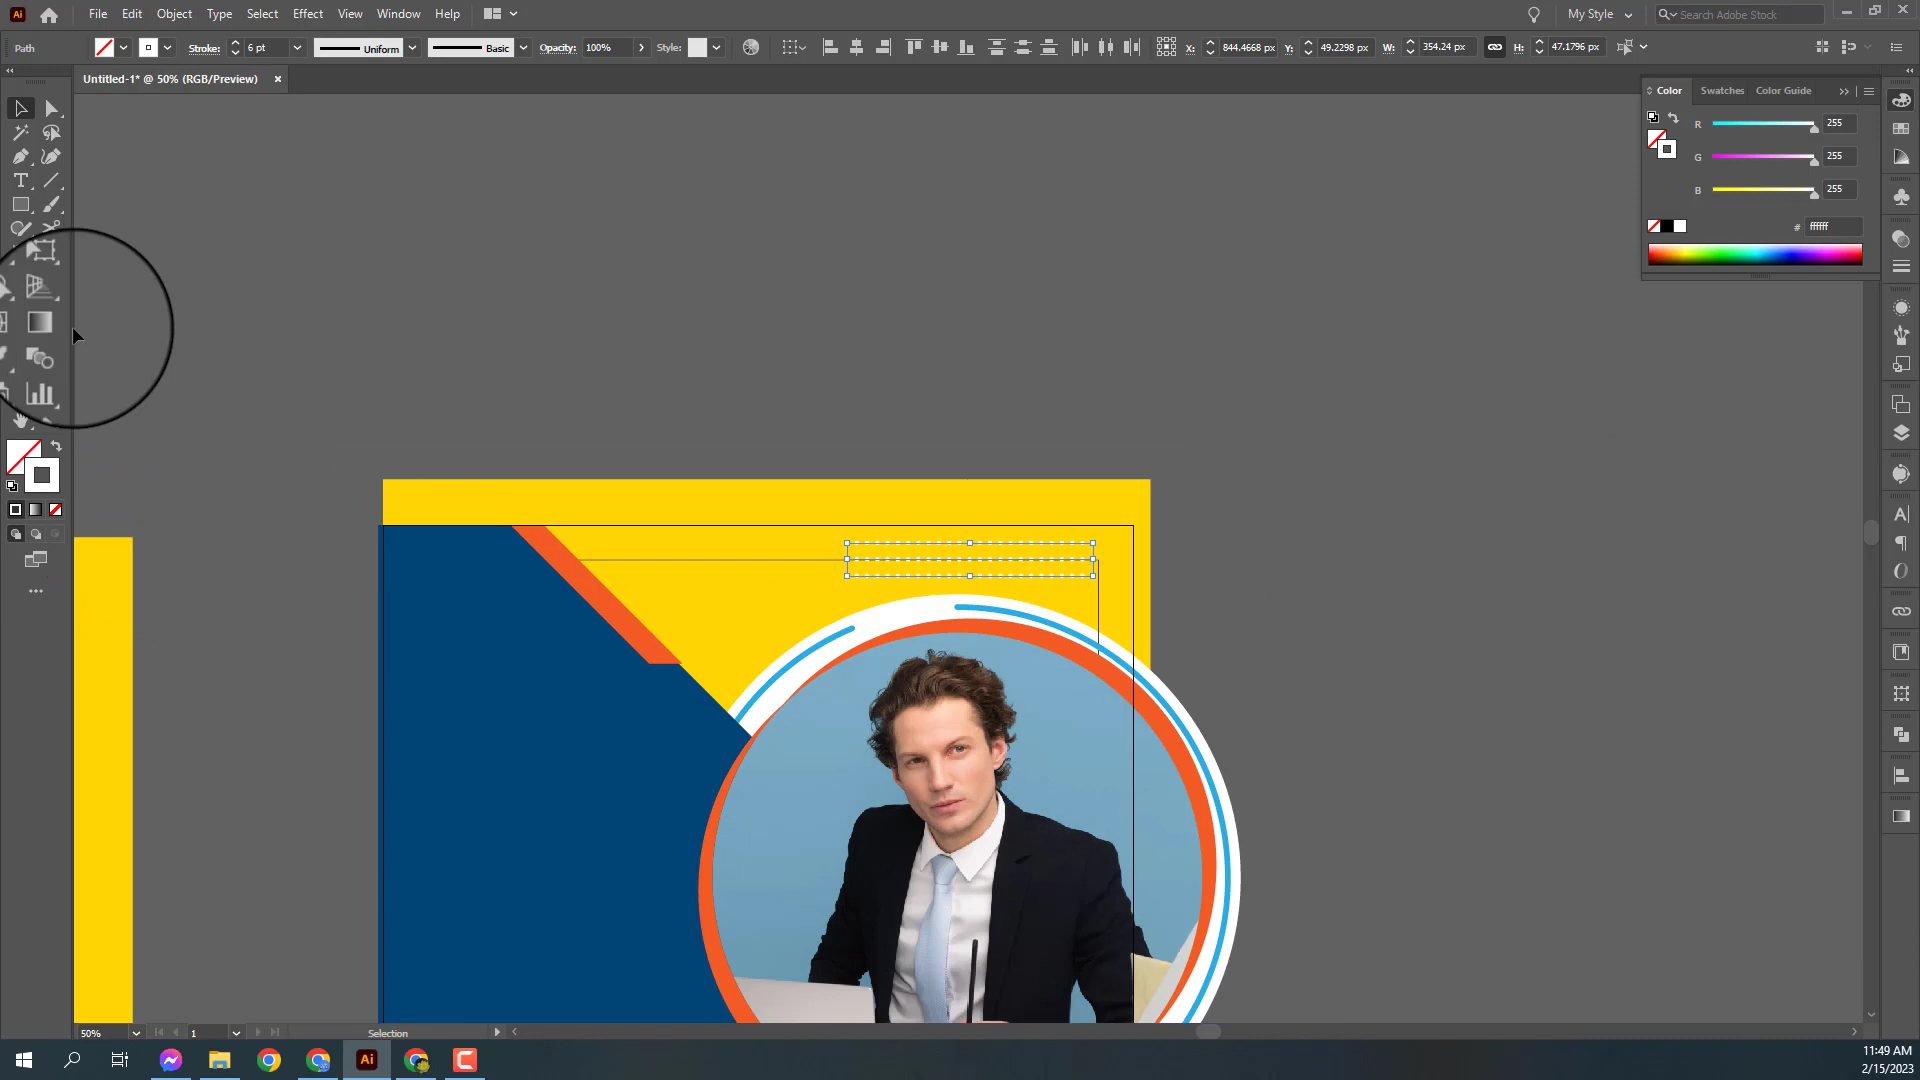 Ai File Edit Object Type Select Effect View Window Help My Style Search Adobe Stock
Path Stroke: 6 pt Uniform Basic Opacity: 100% Style: X: 844.4668 px Y: 49.2298 px W: 354.24 px H: 47.1796 px
Untitled-1* @ 50% (RGB/Preview) ×
Color Swatches Color Guide
R 255
G 255
B 255
# ffffff
50% 1 Selection
Ai
11:49 AM
2/15/2023